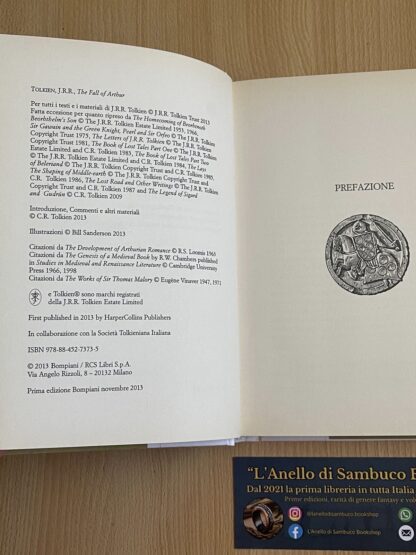 TOLKIEN, J.R.R., The Fall of Arthur
Per tutti i testi e i materiali di J.R.R. Tolkien © J.R.R. Tolkien Trust 2013
Fatta eccezione per quanto ripreso da The Homecoming of Beorhtnoth
Beorhthelm's Son © The J.R.R. Tolkien Estate Limited 1953, 1966,
Sir Gawain and the Green Knight, Pearl and Sir Orfeo © The J.R.R. Tolkien
Copyright Trust 1975, The Letters of J.R.R. Tolkien © The J.R.R. Tolkien
Copyright Trust 1981, The Book of Lost Tales Part One © The J.R.R. Tolkien
Estate Limited and C.R. Tolkien 1983, The Book of Lost Tales Part Two
© The J.R.R. Tolkien Estate Limited and C.R. Tolkien 1984, The Lays
of Beleriand © The J.R.R. Tolkien Copyright Trust and C.R. Tolkien 1985,
The Shaping of Middle-earth © The J.R.R. Tolkien Copyright Trust and
C.R. Tolkien 1986, The Lost Road and Other Writings © The J.R.R. Tolkien
Copyright Trust and C.R. Tolkien 1987 and The Legend of Sigurd
and Gudrún © C.R. Tolkien 2009
Introduzione, Commenti e altri materiali
© C.R. Tolkien 2013
Illustrazioni © Bill Sanderson 2013
Citazioni da The Development of Arthurian Romance © R.S. Loomis 1963
Citazioni da The Genesis of a Medieval Book by R.W. Chambers published
in Studies in Medieval and Renaissance Literature © Cambridge University
Press 1966, 1998
Citazioni da The Works of Sir Thomas Malory © Eugène Vinaver 1947, 1971
e Tolkien® sono marchi registrati
della J.R.R. Tolkien Estate Limited
First published in 2013 by HarperCollins Publishers
In collaborazione con la Società Tolkieniana Italiana
ISBN 978-88-452-7373-5
© 2013 Bompiani / RCS Libri S.p.A.
Via Angelo Rizzoli, 8 – 20132 Milano
Prima edizione Bompiani novembre 2013
PREFAZIONE
"L'Anello di Sambuco B
Dal 2021 la prima libreria in tutta Italia
Prime edizioni, rarità di genere fantasy e vol
@lanellodisambuco.bookshop
L'Anello di Sambuco Bookshop